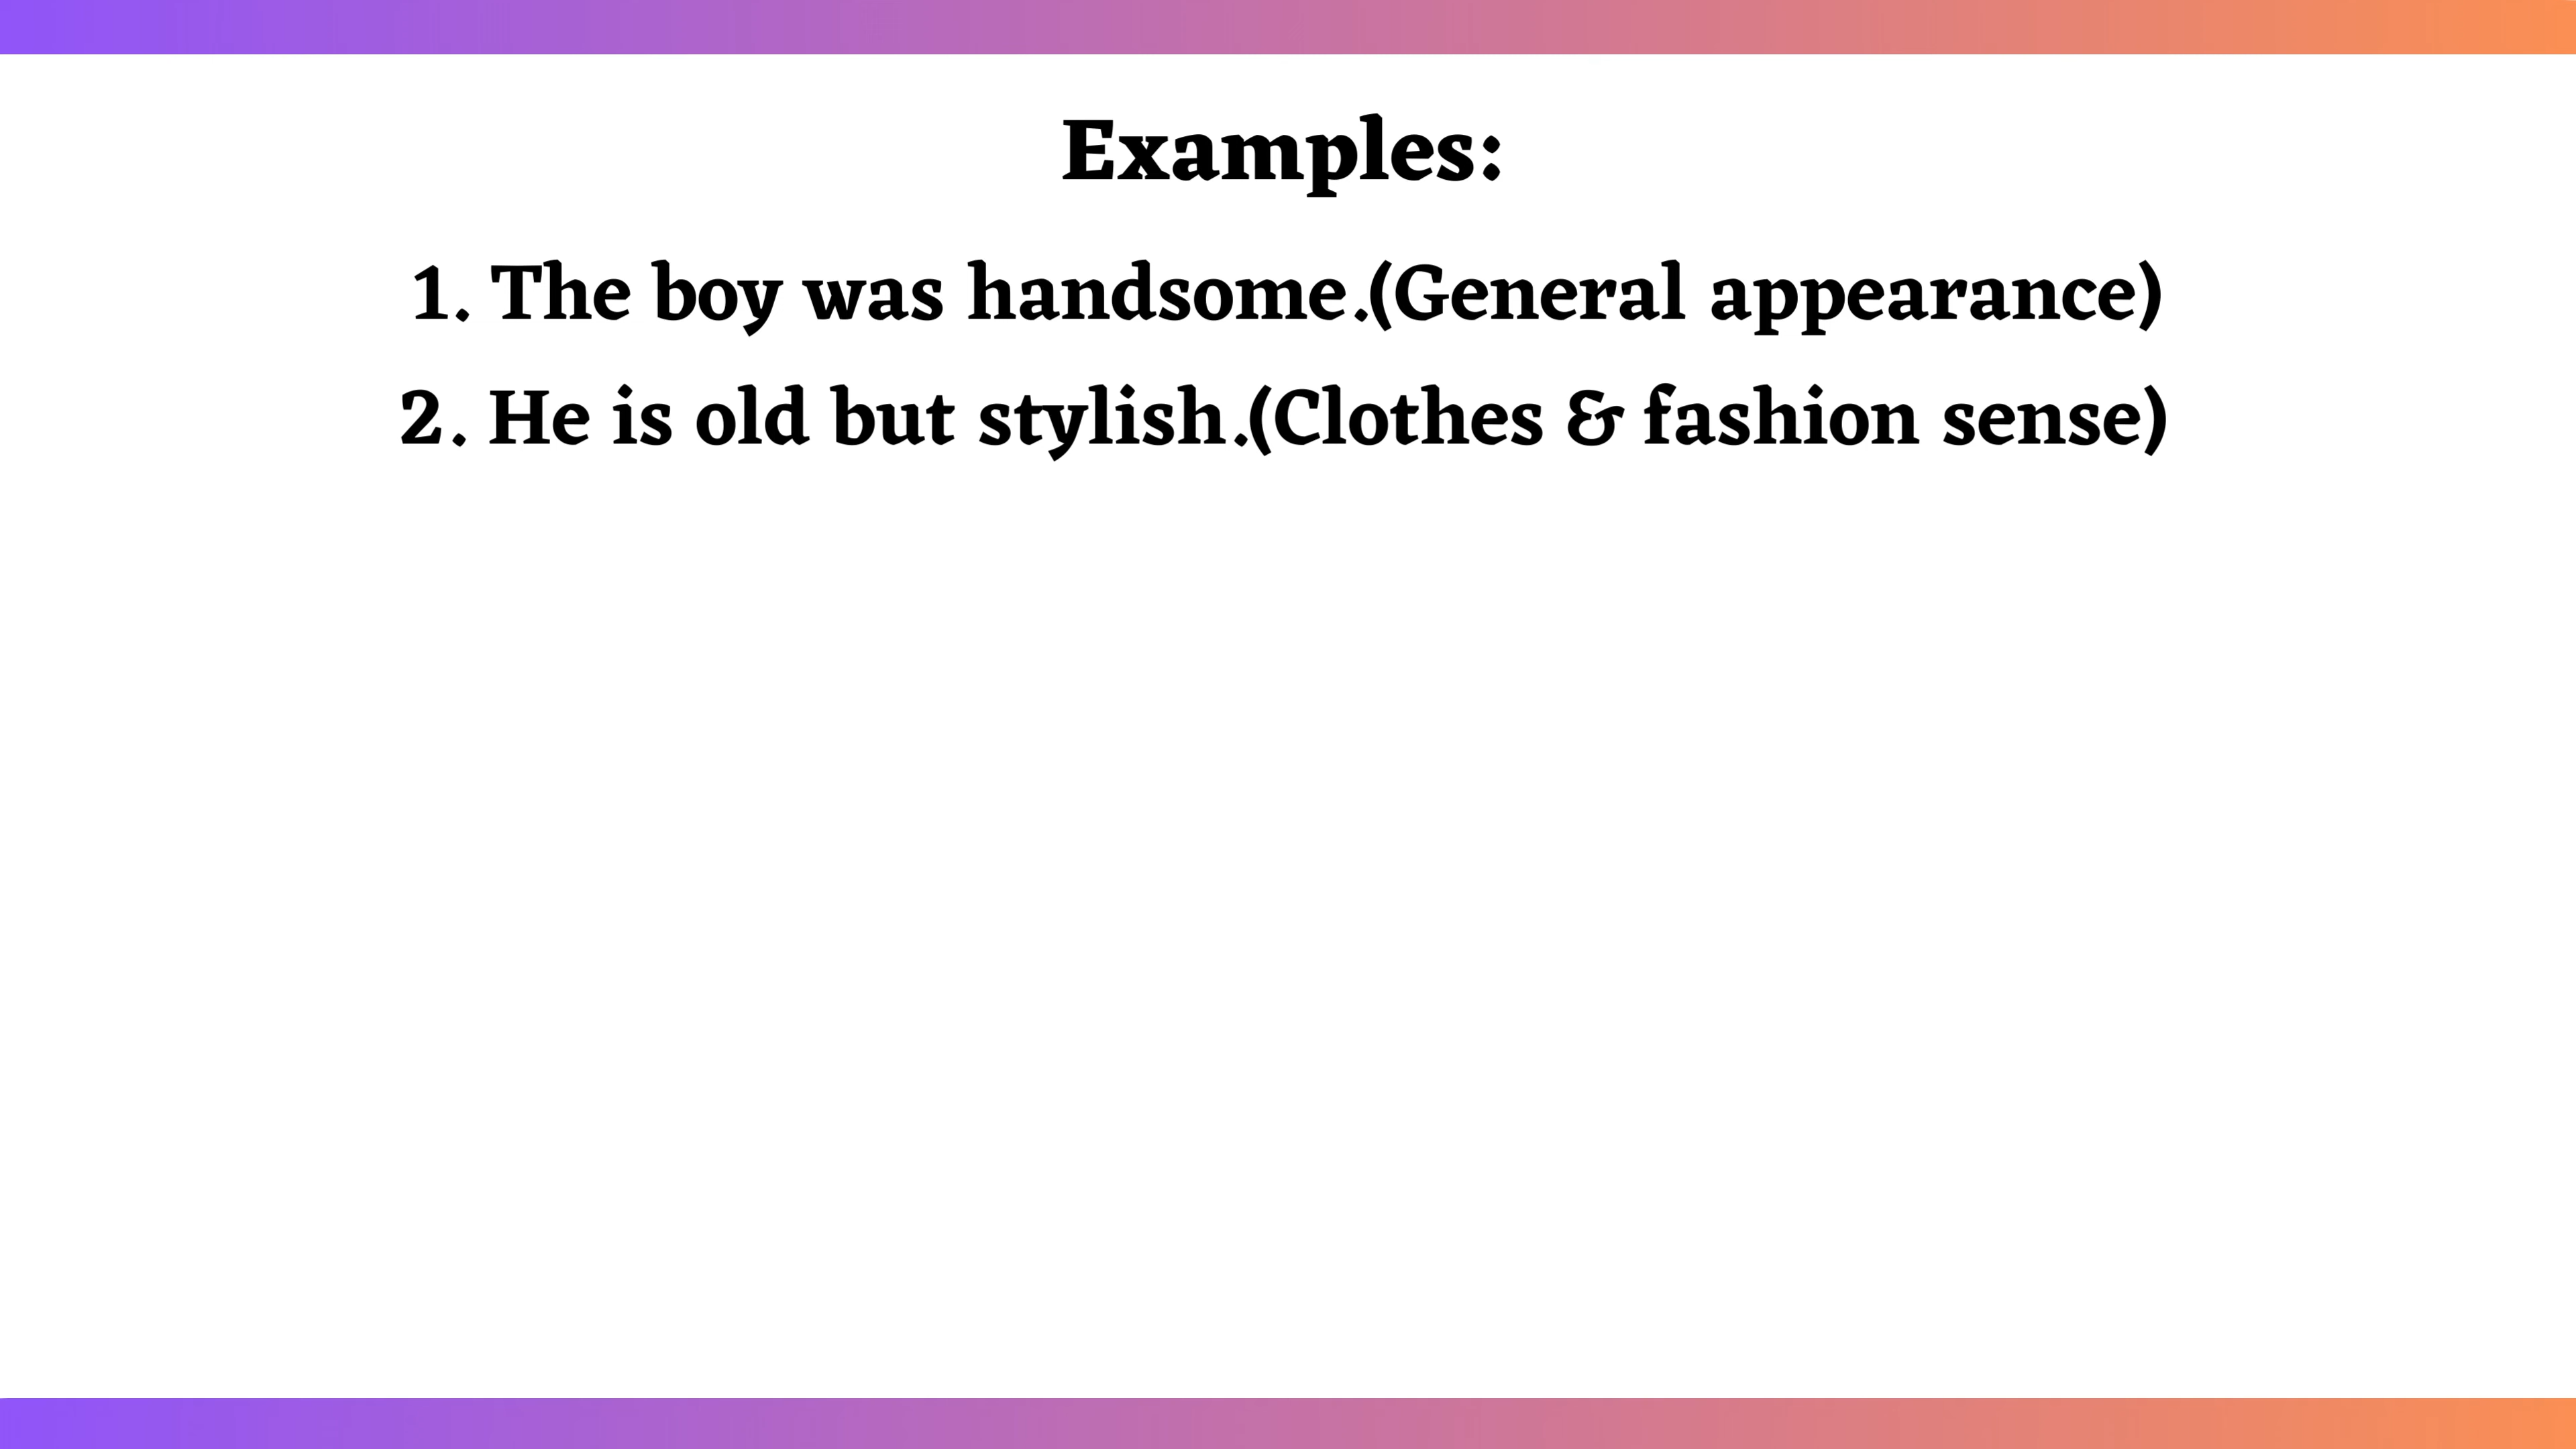 Examples:
1. The boy was handsome.(General appearance)
2. He is old but stylish.(Clothes & fashion sense)